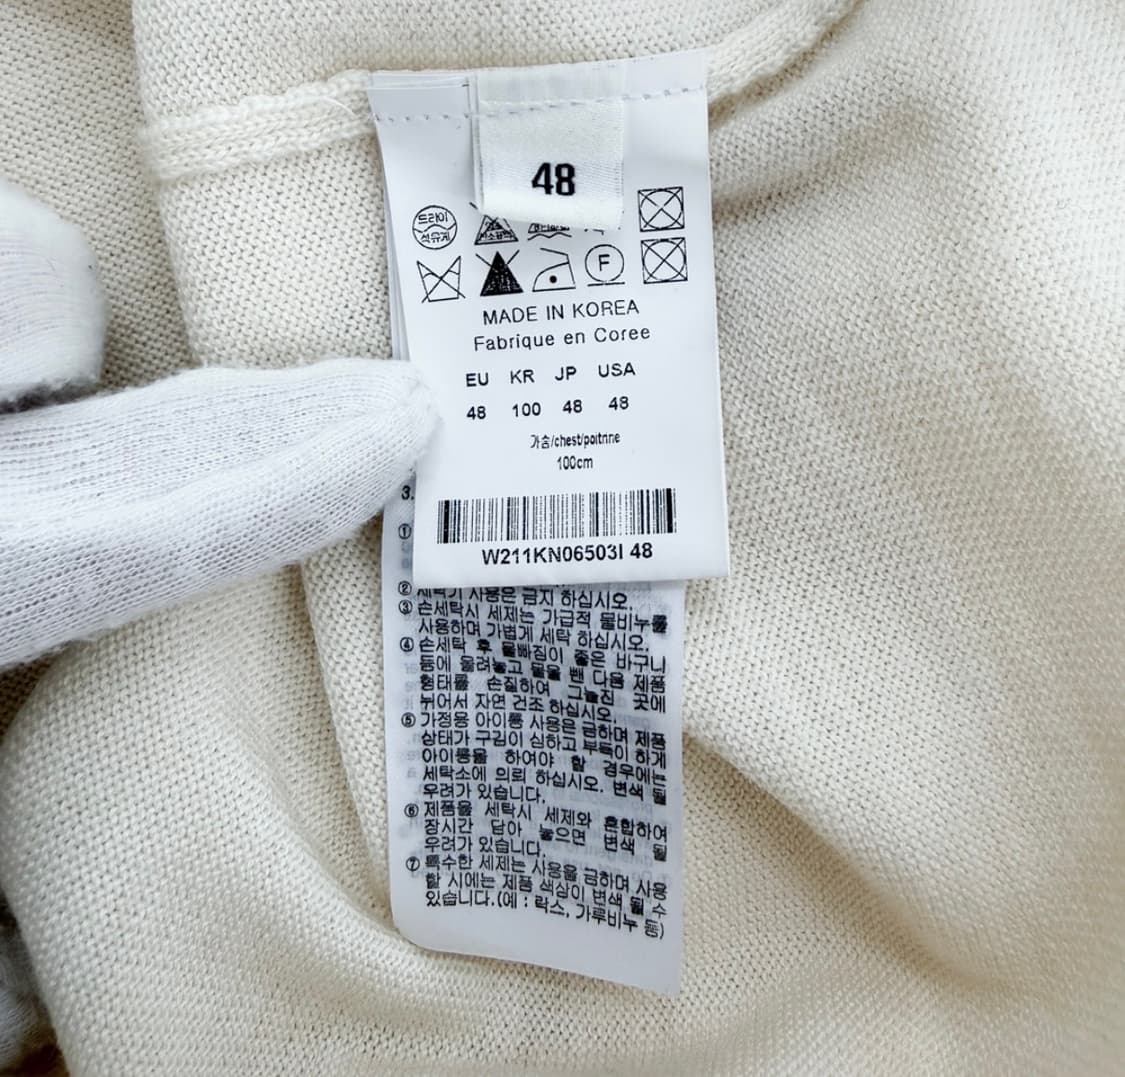 48
드라이
석유계
F
MADE IN KOREA
Fabrique en Coree
EU KR JP USA
48 100 48 48
가슴/chest/poitrine
100cm
W211KN06503I 48
3.
①
② 세탁기 사용은 금지 하십시오.
③ 손세탁시 세제는 가급적 물비누를
사용하며 가볍게 세탁 하십시오.
④ 손세탁 후 물빠짐이 좋은 바구니
등에 올려놓고 물을 뺀 다음 제품
형태를 손질하여 그늘진 곳에
뉘어서 자연 건조 하십시오.
⑤ 가정용 아이롱 사용은 금하며 제품
상태가 구김이 심하고 부득이 하게
아이롱을 하여야 할 경우에는
세탁소에 의뢰 하십시오. 변색 될
우려가 있습니다.
⑥ 제품을 세탁시 세제와 혼합하여
장시간 담아 놓으면 변색 될
우려가 있습니다.
⑦ 특수한 세제는 사용을 금하며 사용
할 시에는 제품 색상이 변색 될 수
있습니다.(예 : 락스, 가루비누 등)